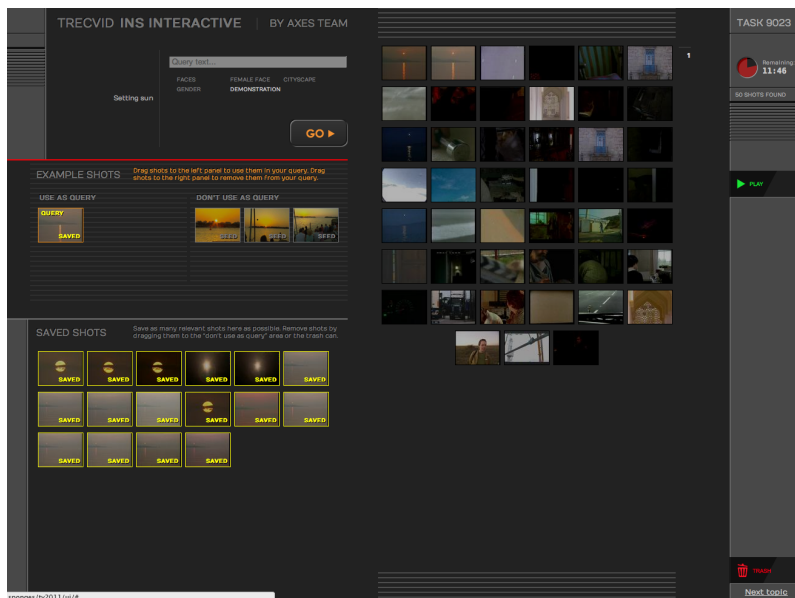 TRECVID INS INTERACTIVE | BY AXES TEAM
TASK 9023
Query text...
FACES FEMALE FACE CITYSCAPE
GENDER DEMONSTRATION
Setting sun
GO
1
Remaining
11:46
50 SHOTS FOUND
EXAMPLE SHOTS
Drag shots to the left panel to use them in your query. Drag
shots to the right panel to remove them from your query.
USE AS QUERY
DON'T USE AS QUERY
PLAY
QUERY
SAVED
SEED SEED SEED
SAVED SHOTS
Save as many relevant shots here as possible. Remove shots by
dragging them to the "don't use as query" area or the trash can.
SAVED SAVED SAVED SAVED SAVED SAVED
SAVED SAVED SAVED SAVED SAVED SAVED
SAVED SAVED SAVED SAVED
TRASH
Next topic